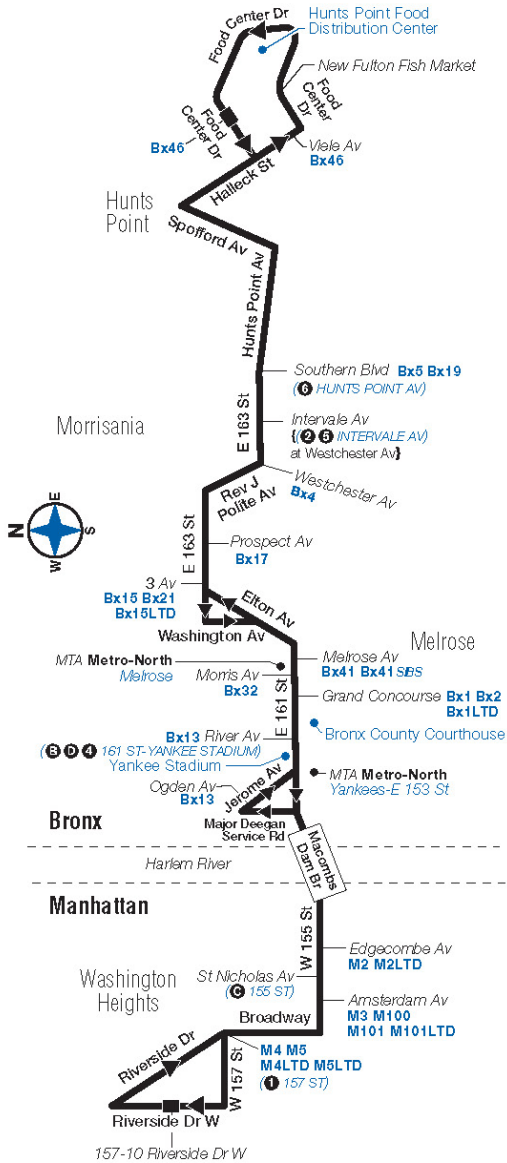 Food Center Dr
Hunts Point Food
Distribution Center
New Fulton Fish Market
Food
Center
Dr
Food
Center Dr
Bx46
Viele Av
Bx46
Halleck St
Hunts
Point
Spofford Av
Hunts Point Av
Southern Blvd Bx5 Bx19
(6 HUNTS POINT AV)
E 163 St
Intervale Av
{(2 5 INTERVALE AV)
at Westchester Av}
Morrisania
Westchester Av
Bx4
Rev J
Polite Av
N
E
S
W
E 163 St
Prospect Av
Bx17
3 Av
Bx15 Bx21
Bx15LTD
Elton Av
Washington Av
Melrose
MTA Metro-North
Melrose
Melrose Av
Bx41 Bx41 SBS
Morris Av
Bx32
E 161 St
Grand Concourse Bx1 Bx2
Bx1LTD
Bx13 River Av
(B D 4 161 ST-YANKEE STADIUM)
Yankee Stadium
Bronx County Courthouse
Jerome Av
MTA Metro-North
Yankees-E 153 St
Ogden Av
Bx13
Major Deegan
Service Rd
Bronx
Macombs
Dam Br
Harlem River
Manhattan
W 155 St
Edgecombe Av
M2 M2LTD
St Nicholas Av
(C 155 ST)
Washington
Heights
Amsterdam Av
M3 M100
M101 M101LTD
Broadway
Riverside Dr
W 157 St
M4 M5
M4LTD M5LTD
(1 157 ST)
Riverside Dr W
157-10 Riverside Dr W